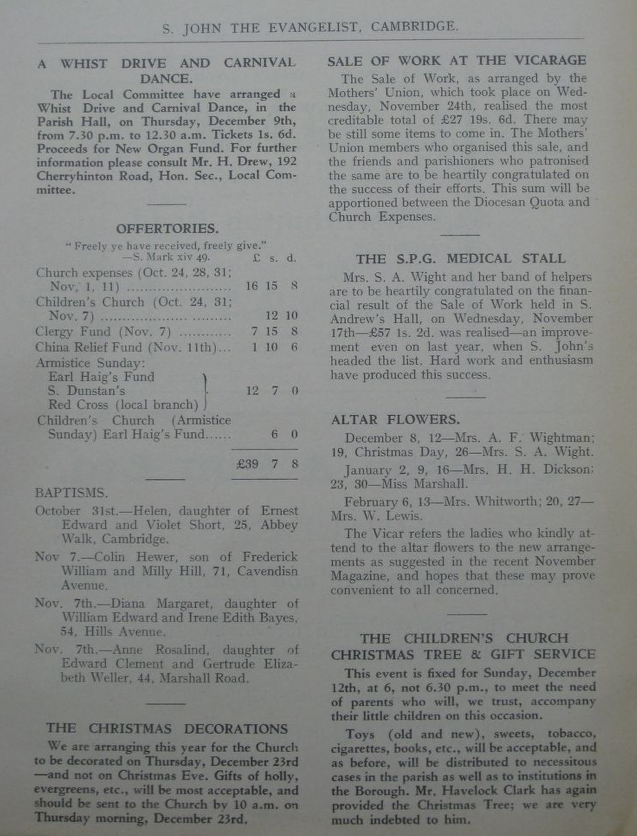 S. JOHN THE EVANGELIST, CAMBRIDGE.
A WHIST DRIVE AND CARNIVAL
DANCE.
The Local Committee have arranged a
Whist Drive and Carnival Dance, in the
Parish Hall, on Thursday, December 9th,
from 7.30 p.m. to 12.30 a.m. Tickets 1s. 6d.
Proceeds for New Organ Fund. For further
information please consult Mr. H. Drew, 192
Cherryhinton Road, Hon. Sec., Local Com-
mittee.
OFFERTORIES.
" Freely ye have received, freely give."
—S. Mark xiv 49. £ s. d.
Church expenses (Oct. 24, 28, 31;
Nov, 1, 11) ...................... 16 15 8
Children's Church (Oct. 24, 31;
Nov. 7) ............................ 12 10
Clergy Fund (Nov. 7) ........... 7 15 8
China Relief Fund (Nov. 11th)... 1 10 6
Armistice Sunday:
Earl Haig's Fund
S. Dunstan's 12 7 0
Red Cross (local branch)
Children's Church (Armistice
Sunday) Earl Haig's Fund...... 6 0
£39 7 8
BAPTISMS.
October 31st.—Helen, daughter of Ernest
Edward and Violet Short, 25, Abbey
Walk, Cambridge.
Nov 7.—Colin Hewer, son of Frederick
William and Milly Hill, 71, Cavendisn
Avenue.
Nov. 7th.—Diana Margaret, daughter of
William Edward and Irene Edith Bayes,
54, Hills Avenue.
Nov. 7th.—Anne Rosalind, daughter of
Edward Clement and Gertrude Eliza-
beth Weller, 44, Marshall Road.
THE CHRISTMAS DECORATIONS
We are arranging this year for the Church
to be decorated on Thursday, December 23rd
—and not on Christmas Eve. Gifts of holly,
evergreens, etc., will be most acceptable, and
should be sent to the Church by 10 a.m. on
Thursday morning, December 23rd.
SALE OF WORK AT THE VICARAGE
The Sale of Work, as arranged by the
Mothers' Union, which took place on Wed-
nesday, November 24th, realised the most
creditable total of £27 19s. 6d. There may
be still some items to come in. The Mothers'
Union members who organised this sale, and
the friends and parishioners who patronised
the same are to be heartily congratulated on
the success of their efforts. This sum will be
apportioned between the Diocesan Quota and
Church Expenses.
THE S.P.G. MEDICAL STALL
Mrs. S. A. Wight and her band of helpers
are to be heartily congratulated on the finan-
cial result of the Sale of Work held in S.
Andrew's Hall, on Wednesday, November
17th—£57 1s. 2d. was realised—an improve-
ment even on last year, when S. John's
headed the list. Hard work and enthusiasm
have produced this success.
ALTAR FLOWERS.
December 8, 12—Mrs. A. F. Wightman;
19, Christmas Day, 26—Mrs. S. A. Wight.
January 2, 9, 16—Mrs. H. H. Dickson;
23, 30—Miss Marshall.
February 6, 13—Mrs. Whitworth; 20, 27—
Mrs. W. Lewis.
The Vicar refers the ladies who kindly at-
tend to the altar flowers to the new arrange-
ments as suggested in the recent November
Magazine, and hopes that these may prove
convenient to all concerned.
THE CHILDREN'S CHURCH
CHRISTMAS TREE & GIFT SERVICE
This event is fixed for Sunday, December
12th, at 6, not 6.30 p.m., to meet the need
of parents who will, we trust, accompany
their little children on this occasion.
Toys (old and new), sweets, tobacco,
cigarettes, books, etc., will be acceptable, and
as before, will be distributed to necessitous
cases in the parish as well as to institutions in
the Borough. Mr. Havelock Clark has again
provided the Christmas Tree; we are very
much indebted to him.